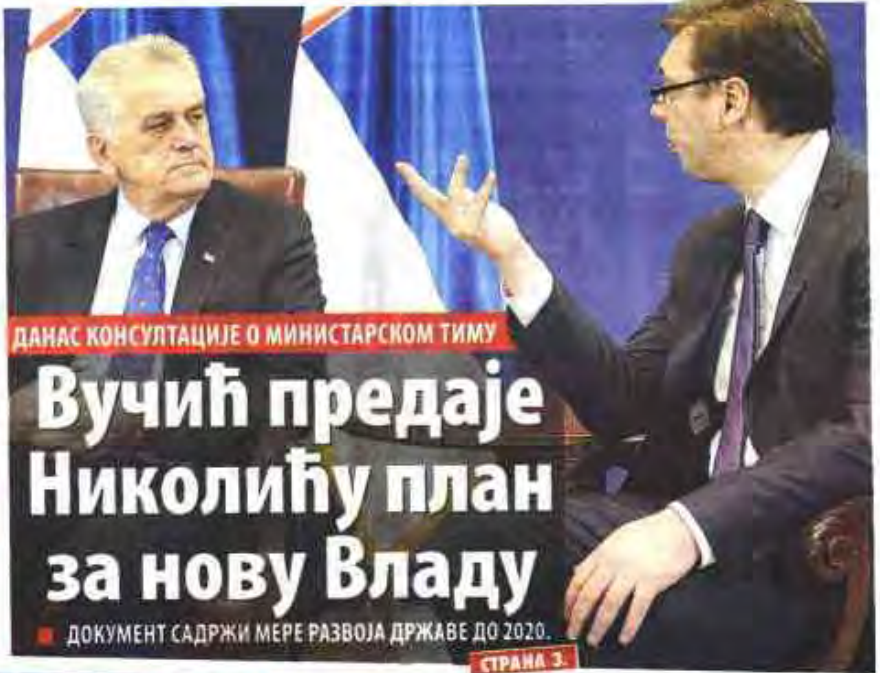 ДАНАС КОНСУЛТАЦИЈЕ О МИНИСТАРСКОМ ТИМУ
Вучић предаје
Николићу план
за нову Владу
ДОКУМЕНТ САДРЖИ МЕРЕ РАЗВОЈА ДРЖАВЕ ДО 2020.
СТРАНА 3.